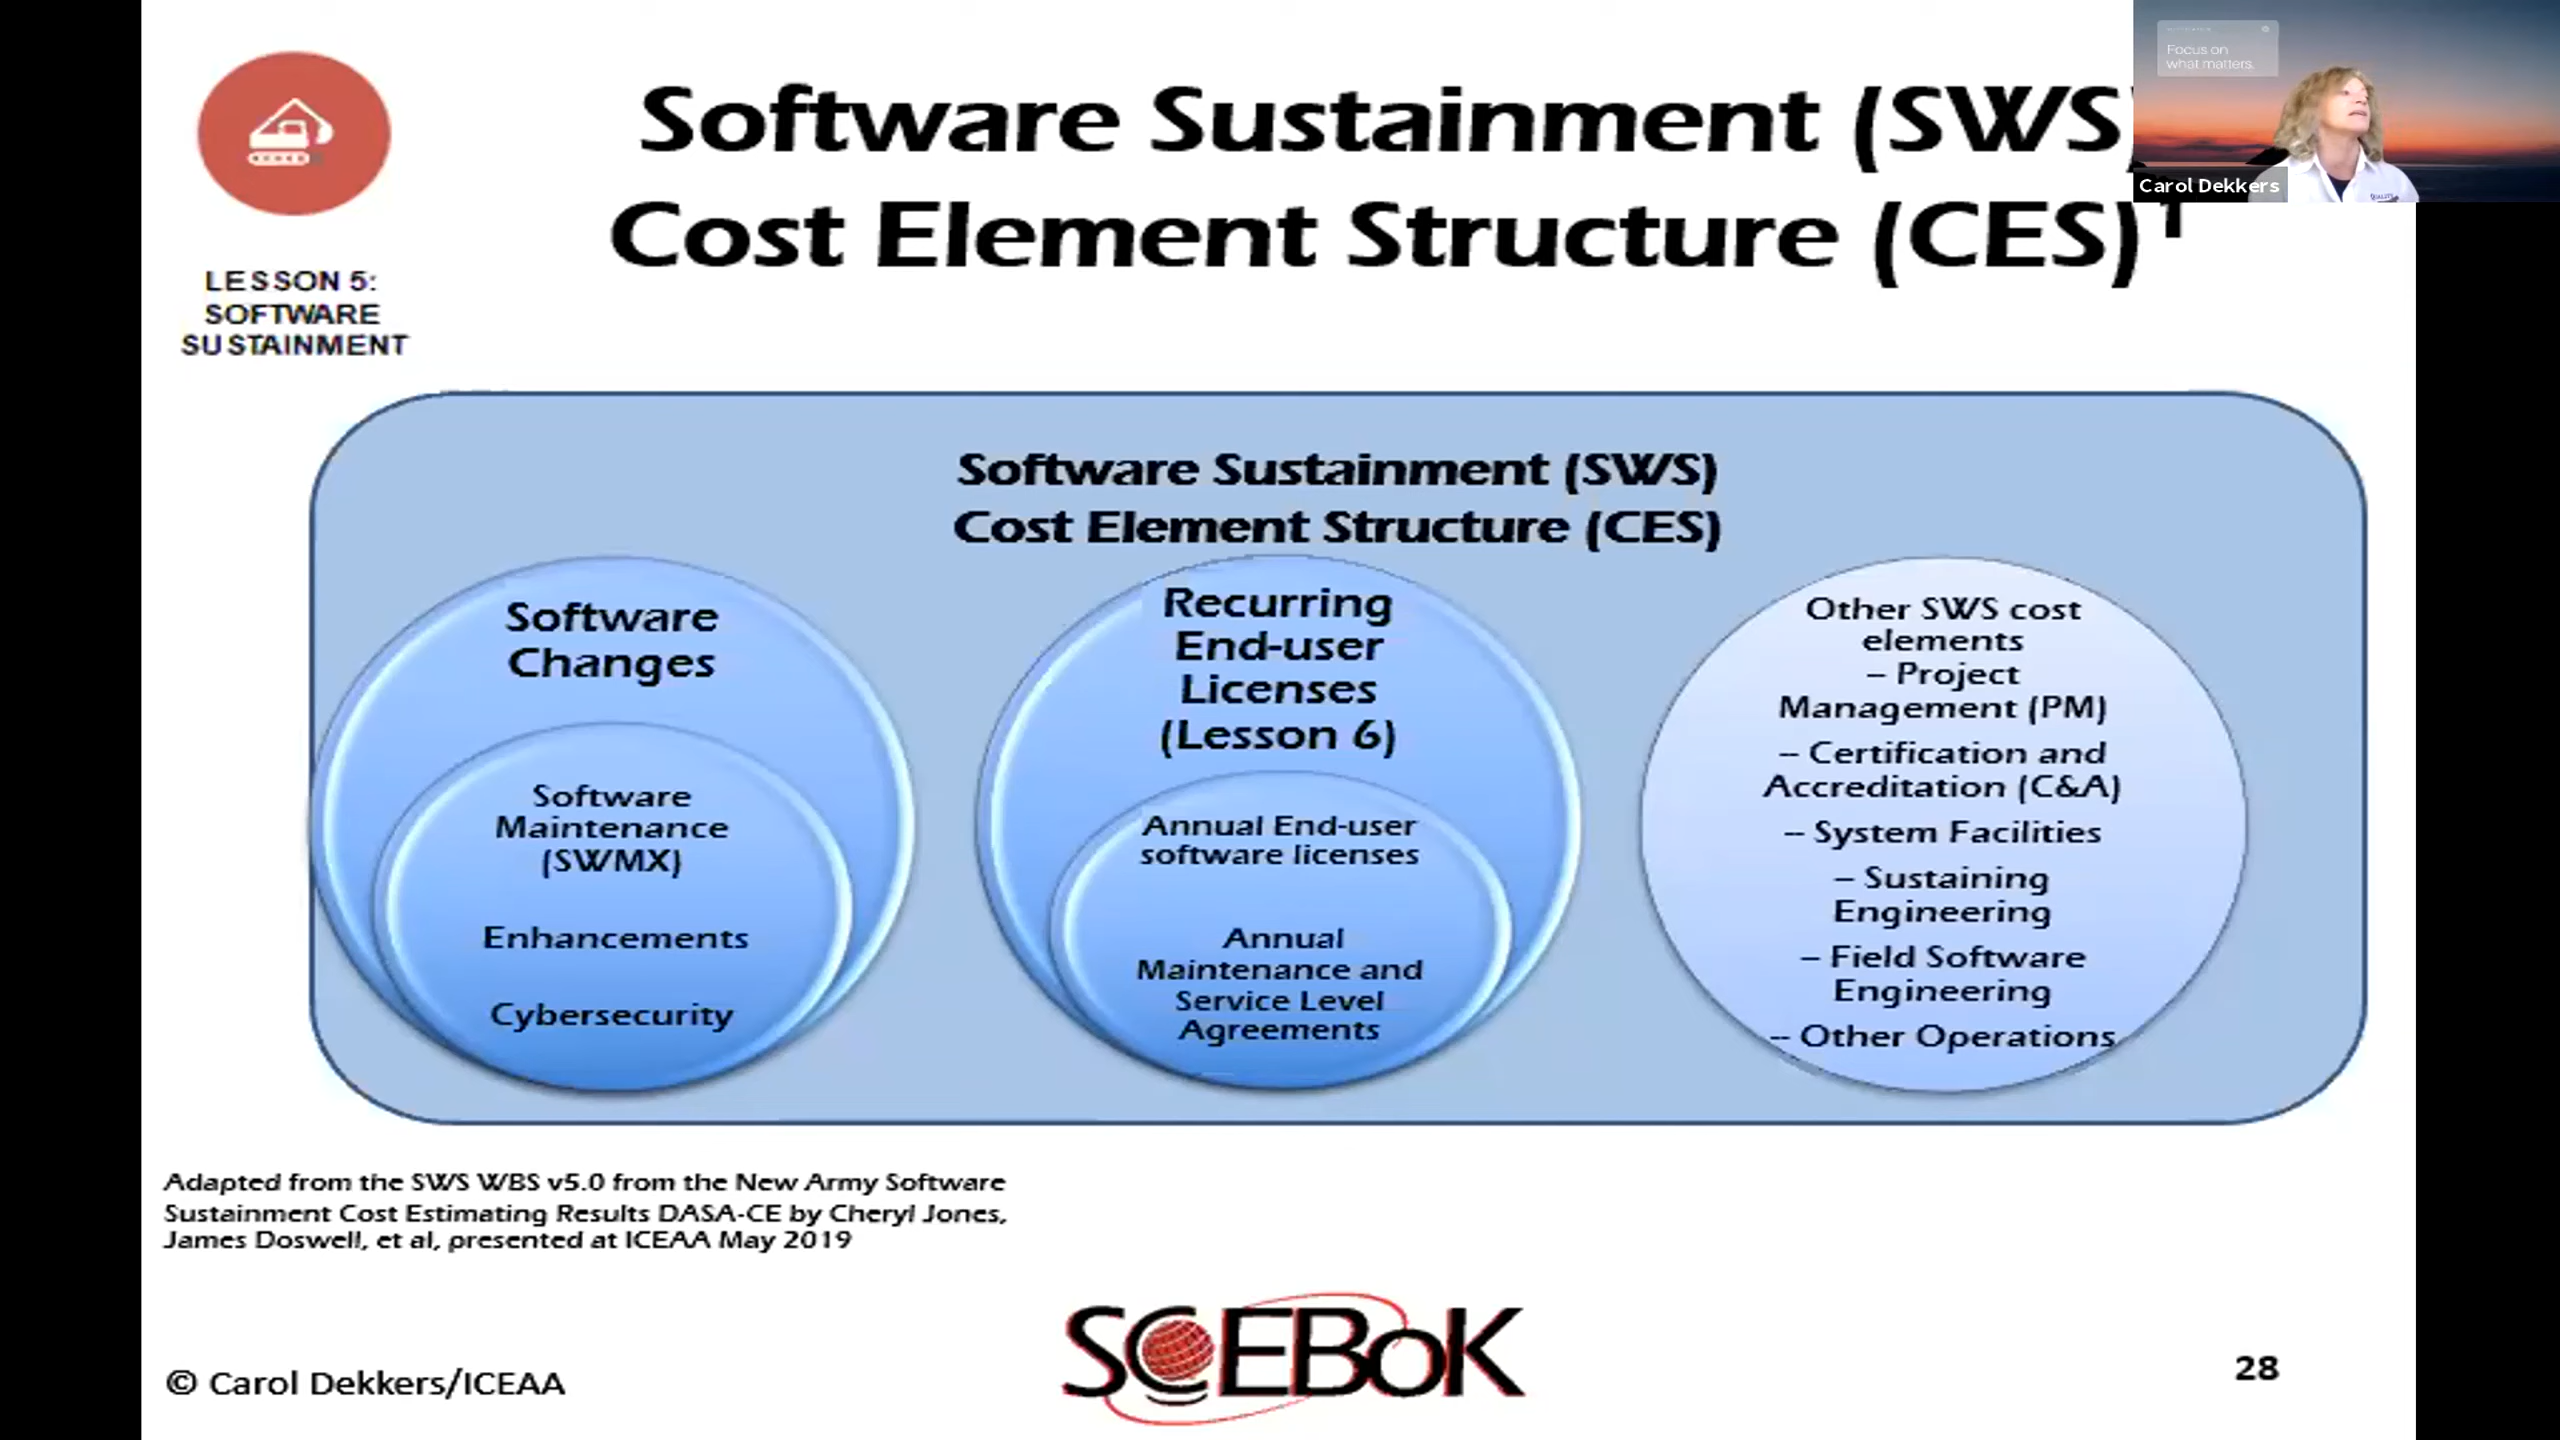 Software Sustainment (SWS)
Cost Element Structure (CES)¹
Focus on
what matters.
Carol Dekkers
LESSON 5:
SOFTWARE
SUSTAINMENT
Software Sustainment (SWS)
Cost Element Structure (CES)
Software
Changes
Software
Maintenance
(SWMX)
Enhancements
Cybersecurity
Recurring
End-user
Licenses
(Lesson 6)
Annual End-user
software licenses
Annual
Maintenance and
Service Level
Agreements
Other SWS cost
elements
– Project
Management (PM)
-- Certification and
Accreditation (C&A)
-- System Facilities
– Sustaining
Engineering
– Field Software
Engineering
-- Other Operations
Adapted from the SWS WBS v5.0 from the New Army Software
Sustainment Cost Estimating Results DASA-CE by Cheryl Jones,
James Doswell, et al, presented at ICEAA May 2019
SCEBoK
© Carol Dekkers/ICEAA
28